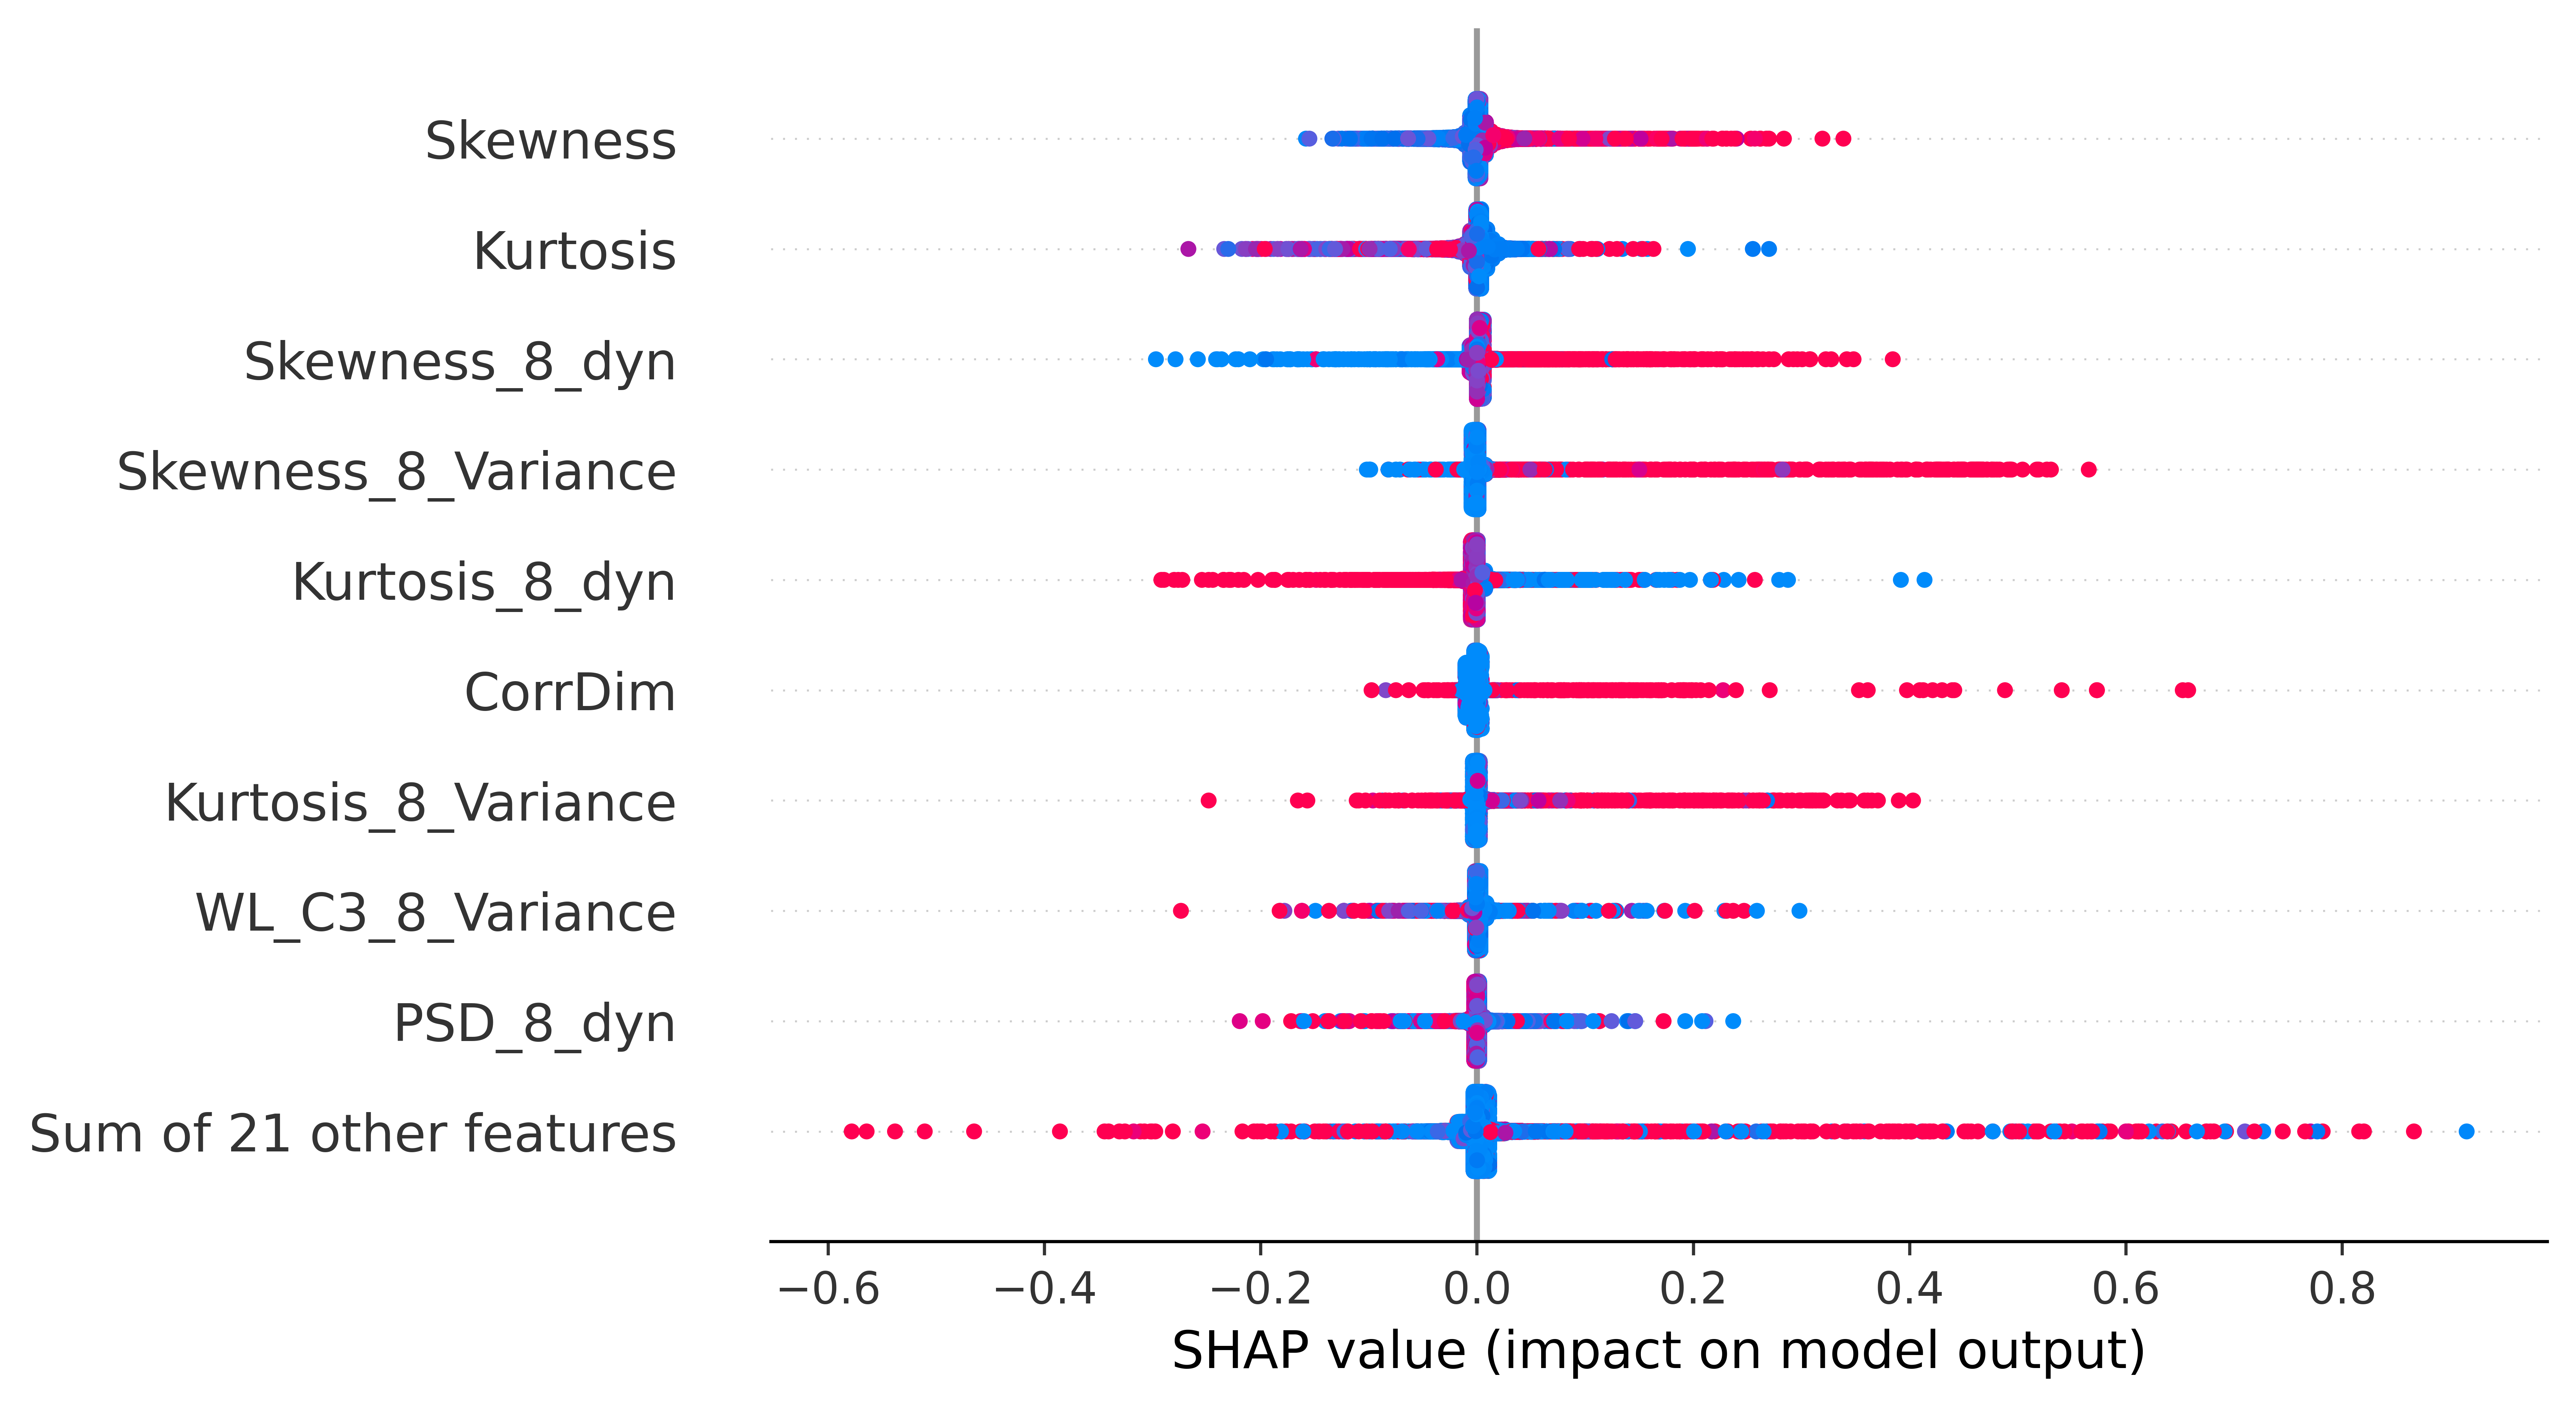 Skewness
Kurtosis
Skewness_8_dyn
Skewness_8_Variance
Kurtosis_8_dyn
CorrDim
Kurtosis_8_Variance
WL_C3_8_Variance
PSD_8_dyn
Sum of 21 other features
−0.6 −0.4 −0.2 0.0 0.2 0.4 0.6 0.8
SHAP value (impact on model output)